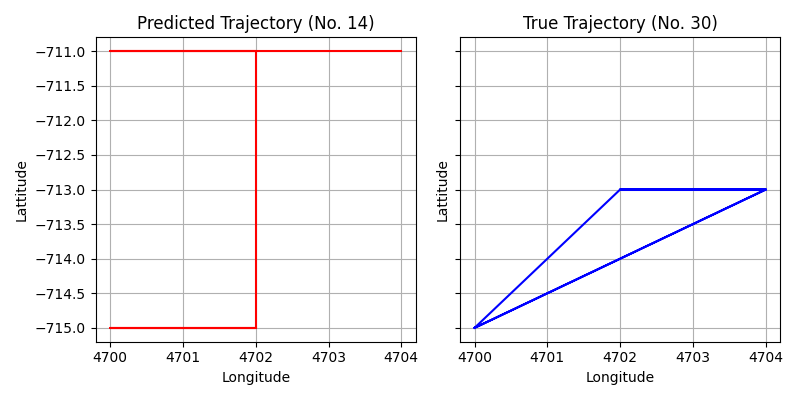 Predicted Trajectory (No. 14)
True Trajectory (No. 30)
−711.0
−711.5
−712.0
−712.5
−713.0
−713.5
−714.0
−714.5
−715.0
Lattitude
Lattitude
4700 4701 4702 4703 4704
4700 4701 4702 4703 4704
Longitude
Longitude